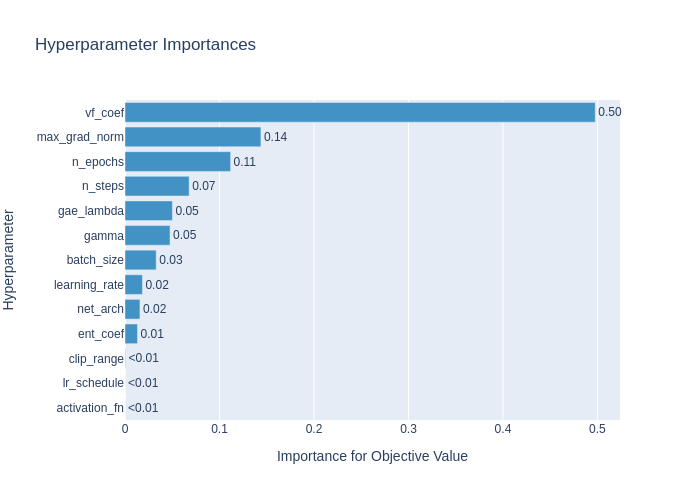 Hyperparameter Importances
vf_coef 0.50
max_grad_norm 0.14
n_epochs 0.11
n_steps 0.07
gae_lambda 0.05
gamma 0.05
batch_size 0.03
learning_rate 0.02
net_arch 0.02
ent_coef 0.01
clip_range <0.01
lr_schedule <0.01
activation_fn <0.01
0 0.1 0.2 0.3 0.4 0.5
Importance for Objective Value
Hyperparameter